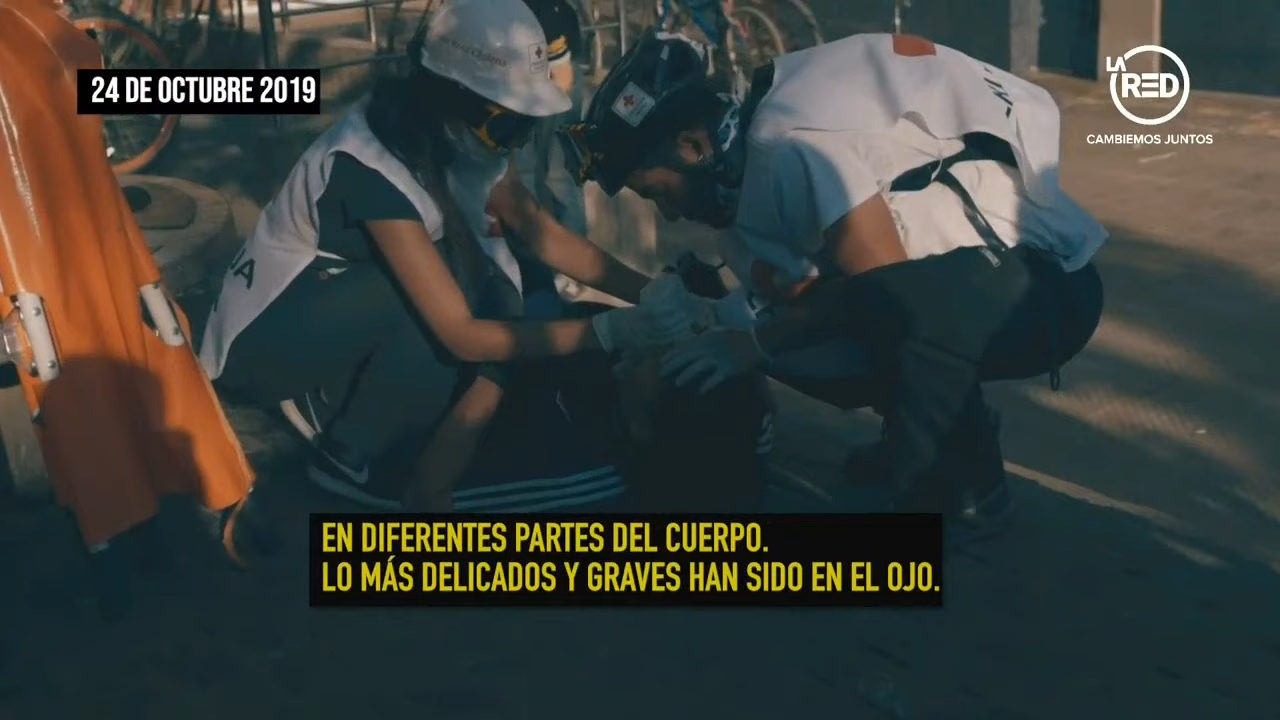 24 DE OCTUBRE 2019
LA
RED
CAMBIEMOS JUNTOS
EN DIFERENTES PARTES DEL CUERPO.
LO MÁS DELICADOS Y GRAVES HAN SIDO EN EL OJO.